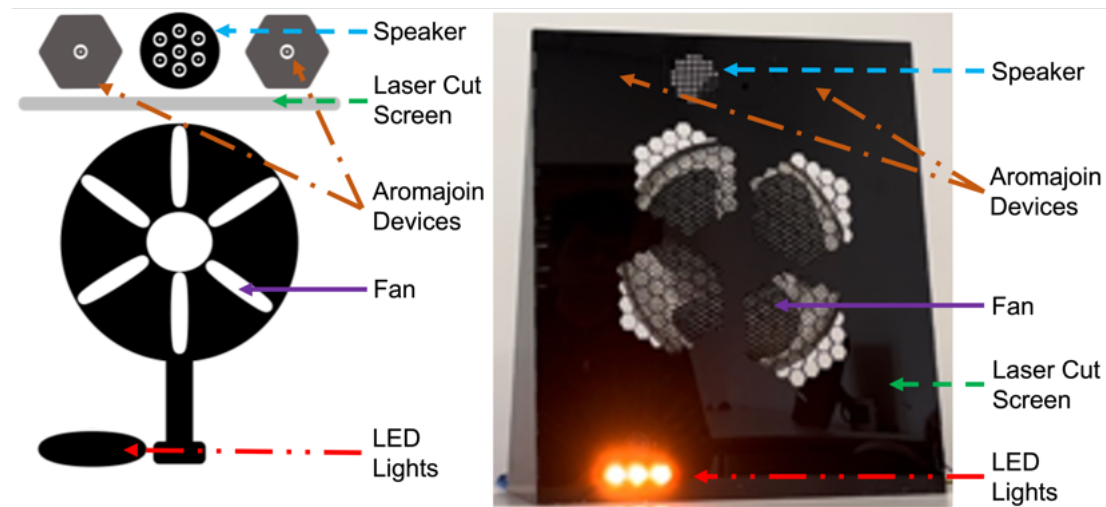 Speaker
Laser Cut
Screen
Aromajoin
Devices
Fan
LED
Lights
Speaker
Aromajoin
Devices
Fan
Laser Cut
Screen
LED
Lights